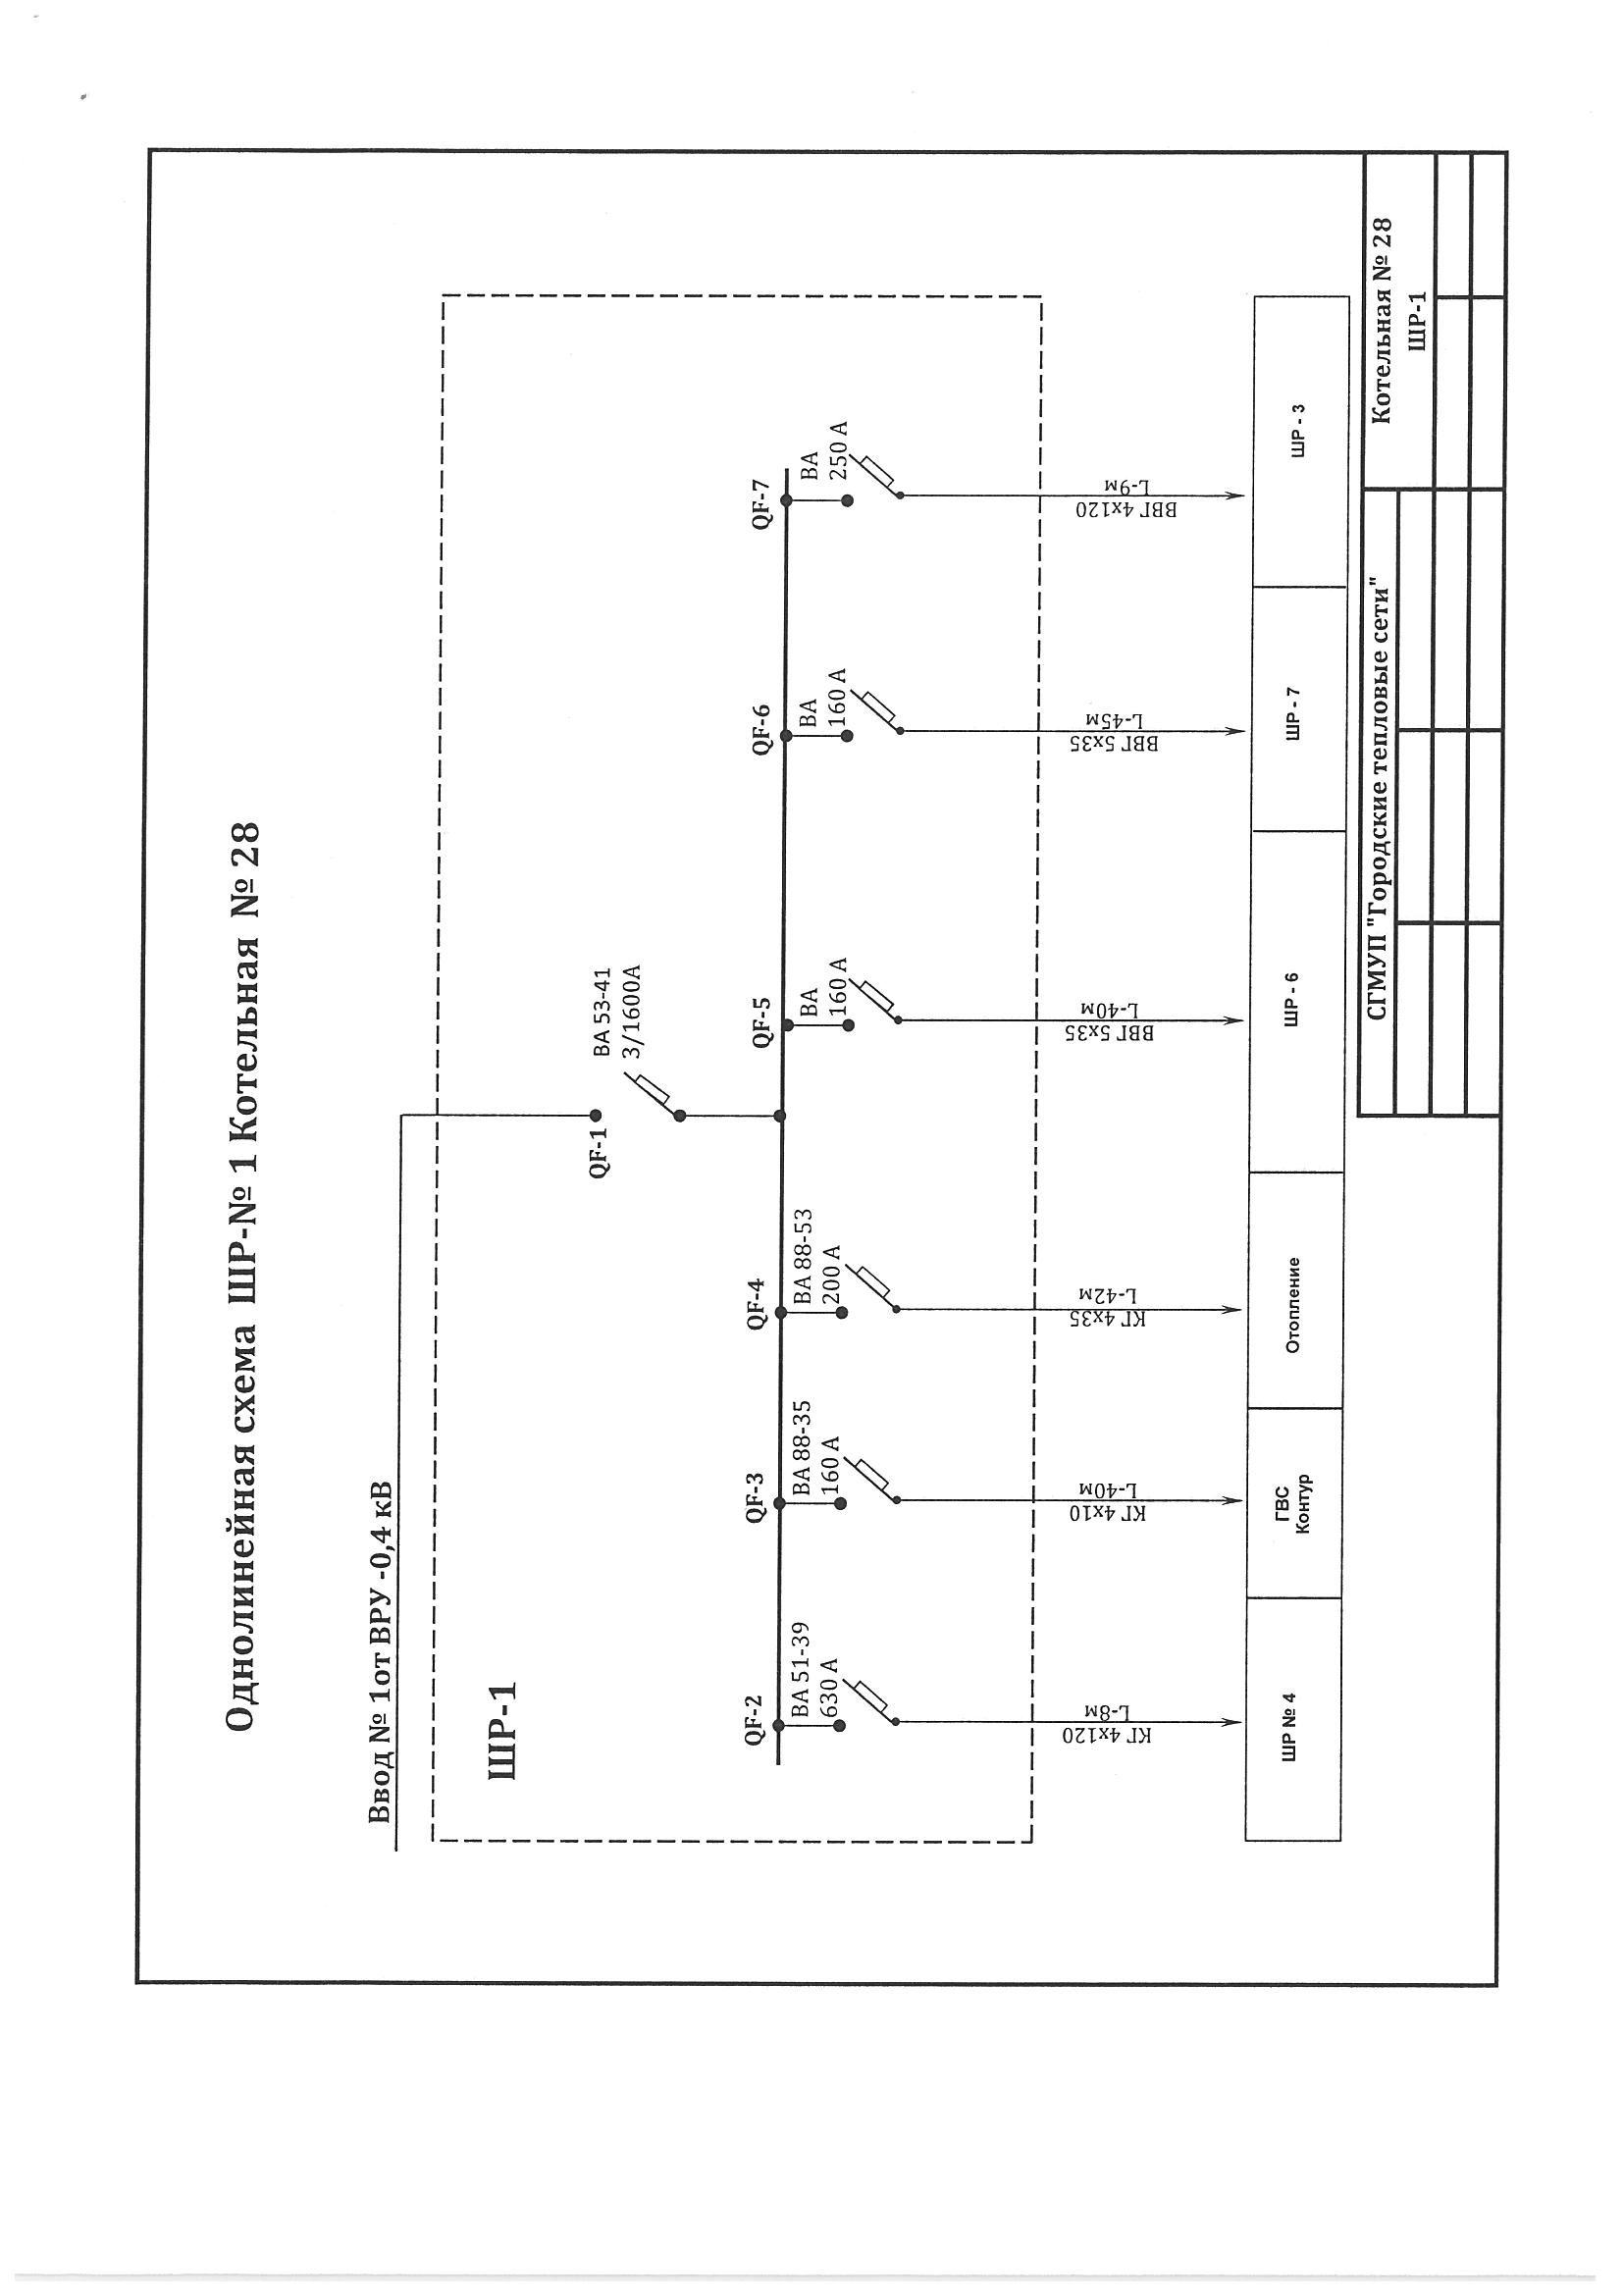 Однолинейная схема ШР-№ 1 Котельная № 28
Ввод № 1от ВРУ -0,4 кВ
ШР-1
QF-1
ВА 53-41
3/1600А
QF-2
ВА 51-39
630 А
QF-3
ВА 88-35
160 А
QF-4
ВА 88-53
200 А
QF-5
ВА
160 А
QF-6
ВА
160 А
QF-7
ВА
250 А
КГ 4х120
L-8м
КГ 4х10
L-40м
КГ 4х35
L-42м
ВВГ 5х35
L-40м
ВВГ 5х35
L-45м
ВВГ 4х120
L-9м
ШР № 4
ГВС
Контур
Отопление
ШР - 6
ШР - 7
ШР - 3
СГМУП "Городские тепловые сети"
Котельная № 28
ШР-1